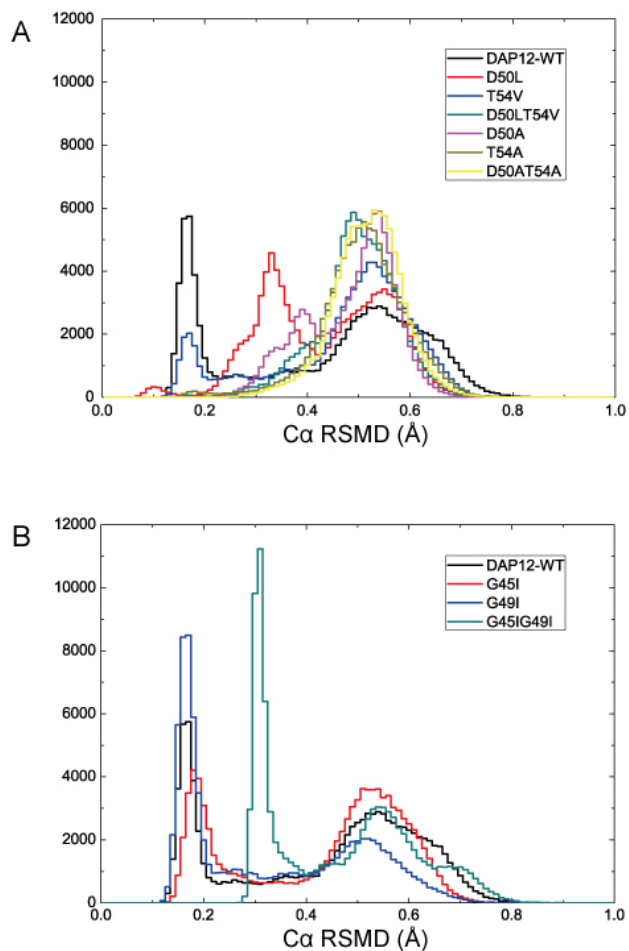 A
12000
10000
8000
6000
4000
2000
0
DAP12-WT
D50L
T54V
D50LT54V
D50A
T54A
D50AT54A
0.0 0.2 0.4 0.6 0.8 1.0
Cα RSMD (Å)
B
12000
10000
8000
6000
4000
2000
0
DAP12-WT
G45I
G49I
G45IG49I
0.0 0.2 0.4 0.6 0.8 1.0
Cα RSMD (Å)